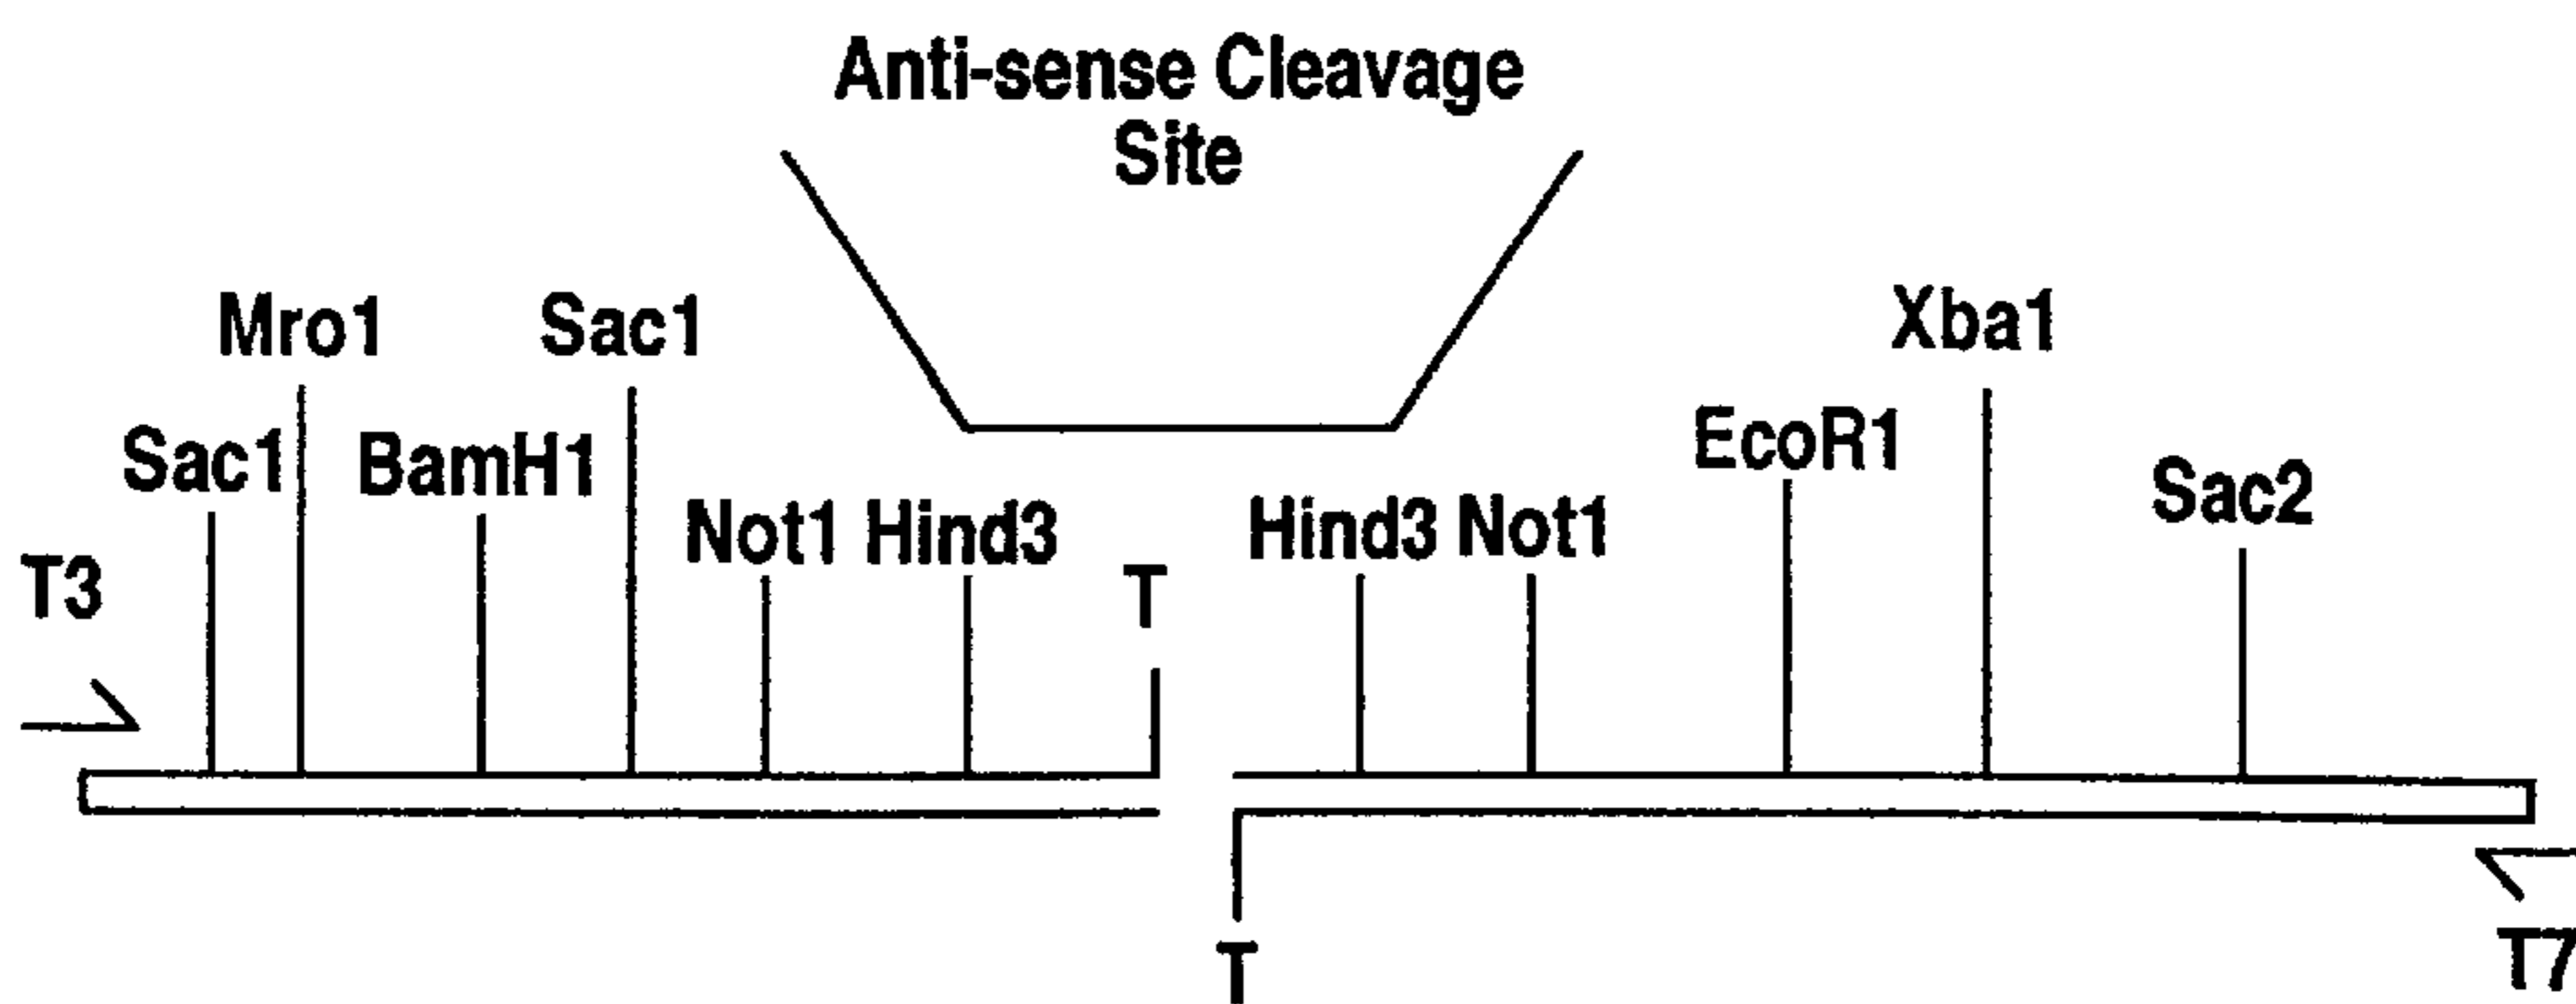 Anti-sense Cleavage
Site
Mro1
Sac1
Xba1
Sac1
BamH1
EcoR1
Sac2
Not1
Hind3
Hind3
Not1
T3
T
T
T7